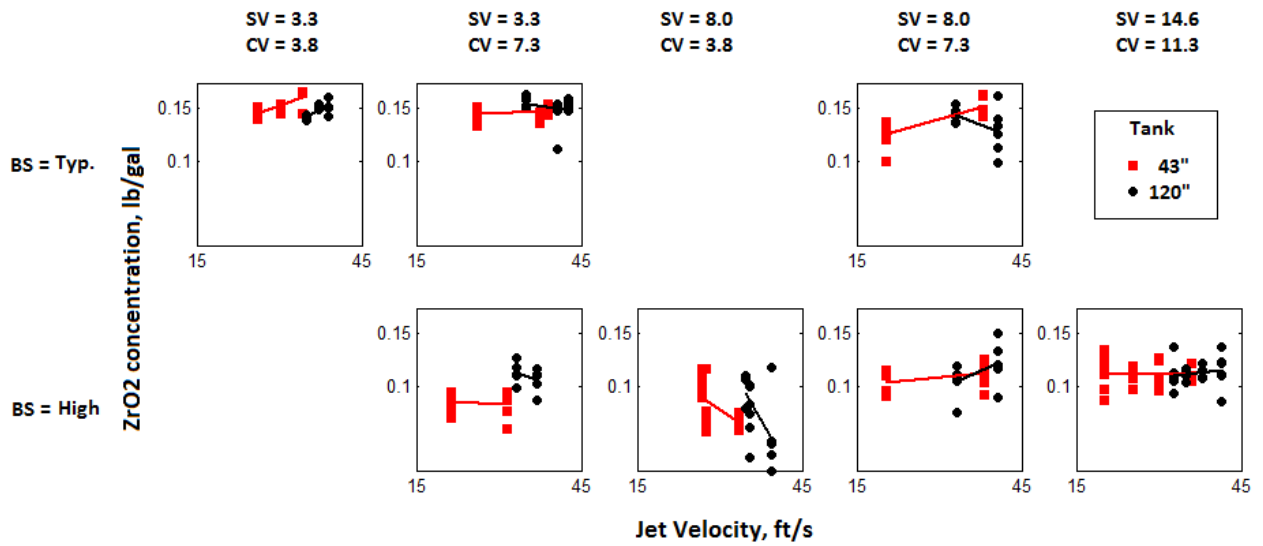 SV = 3.3 SV = 3.3 SV = 8.0 SV = 8.0 SV = 14.6
CV = 3.8 CV = 7.3 CV = 3.8 CV = 7.3 CV = 11.3
0.15 0.15 0.15
Tank
43"
120"
BS = Typ.
0.1 0.1 0.1
15 45 15 45 15 45
ZrO2 concentration, lb/gal
0.15 0.15 0.15 0.15
BS = High
0.1 0.1 0.1 0.1
15 45 15 45 15 45 15 45
Jet Velocity, ft/s